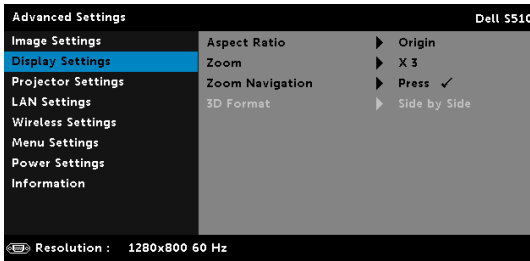 Advanced Settings Dell S510
Image Settings
Display Settings
Projector Settings
LAN Settings
Wireless Settings
Menu Settings
Power Settings
Information
Aspect Ratio Origin
Zoom X 3
Zoom Navigation Press ✓
3D Format Side by Side
Resolution : 1280x800 60 Hz